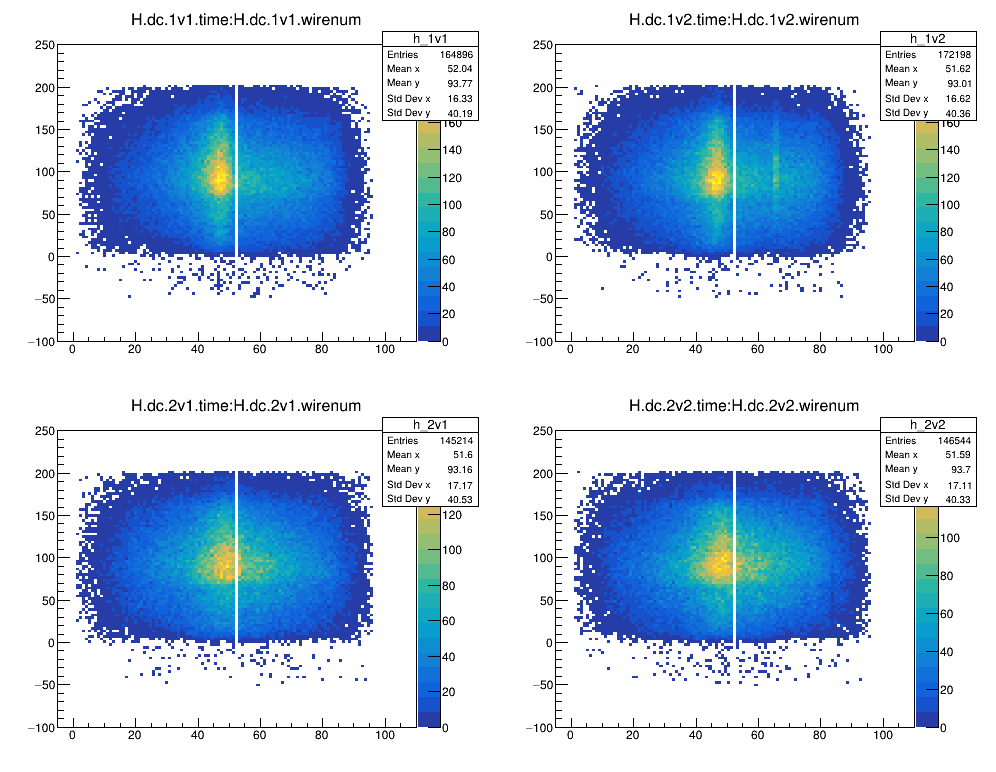 H.dc.1v1.time:H.dc.1v1.wirenum
h_1v1
Entries 164896
Mean x 52.04
Mean y 93.77
Std Dev x 16.33
Std Dev y 40.19
250
200
150
100
50
0
−50
−100
0 20 40 60 80 100
160
140
120
100
80
60
40
20
0
H.dc.1v2.time:H.dc.1v2.wirenum
h_1v2
Entries 172198
Mean x 51.62
Mean y 93.01
Std Dev x 16.62
Std Dev y 40.36
250
200
150
100
50
0
−50
−100
0 20 40 60 80 100
160
140
120
100
80
60
40
20
0
H.dc.2v1.time:H.dc.2v1.wirenum
h_2v1
Entries 145214
Mean x 51.6
Mean y 93.16
Std Dev x 17.17
Std Dev y 40.53
250
200
150
100
50
0
−50
−100
0 20 40 60 80 100
120
100
80
60
40
20
0
H.dc.2v2.time:H.dc.2v2.wirenum
h_2v2
Entries 146544
Mean x 51.59
Mean y 93.7
Std Dev x 17.11
Std Dev y 40.33
250
200
150
100
50
0
−50
−100
0 20 40 60 80 100
100
80
60
40
20
0